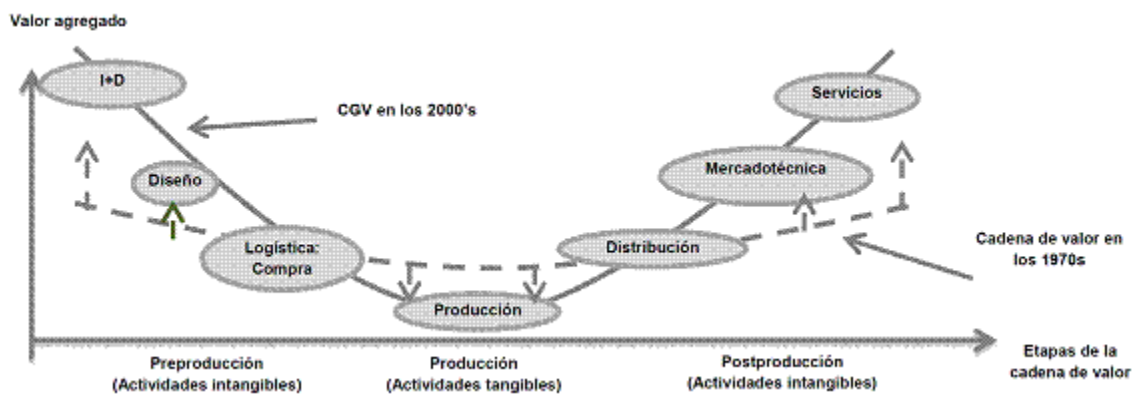 Valor agregado
I+D
Servicios
CGV en los 2000's
Mercadotécnica
Diseño
Logística:
Compra
Distribución
Cadena de valor en
los 1970s
Producción
Preproducción
(Actividades intangibles)
Producción
(Actividades tangibles)
Postproducción
(Actividades intangibles)
Etapas de la
cadena de valor